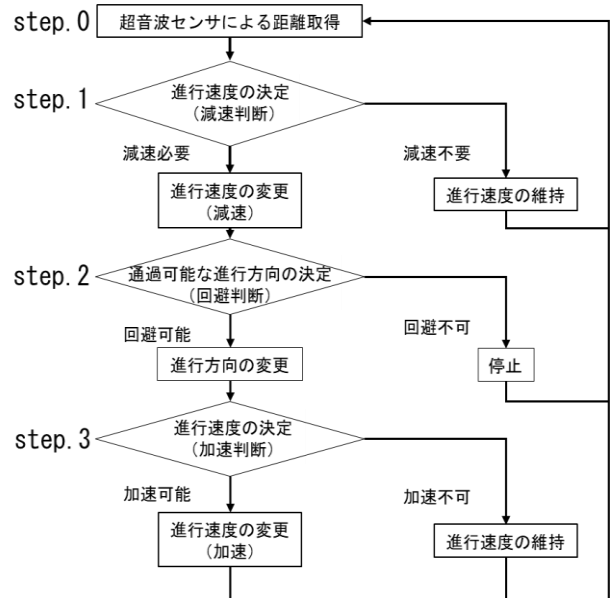 step.0
超音波センサによる距離取得
step.1
進行速度の決定
(減速判断)
減速必要
減速不要
進行速度の変更
(減速)
進行速度の維持
step.2
通過可能な進行方向の決定
(回避判断)
回避可能
回避不可
進行方向の変更
停止
step.3
進行速度の決定
(加速判断)
加速可能
加速不可
進行速度の変更
(加速)
進行速度の維持